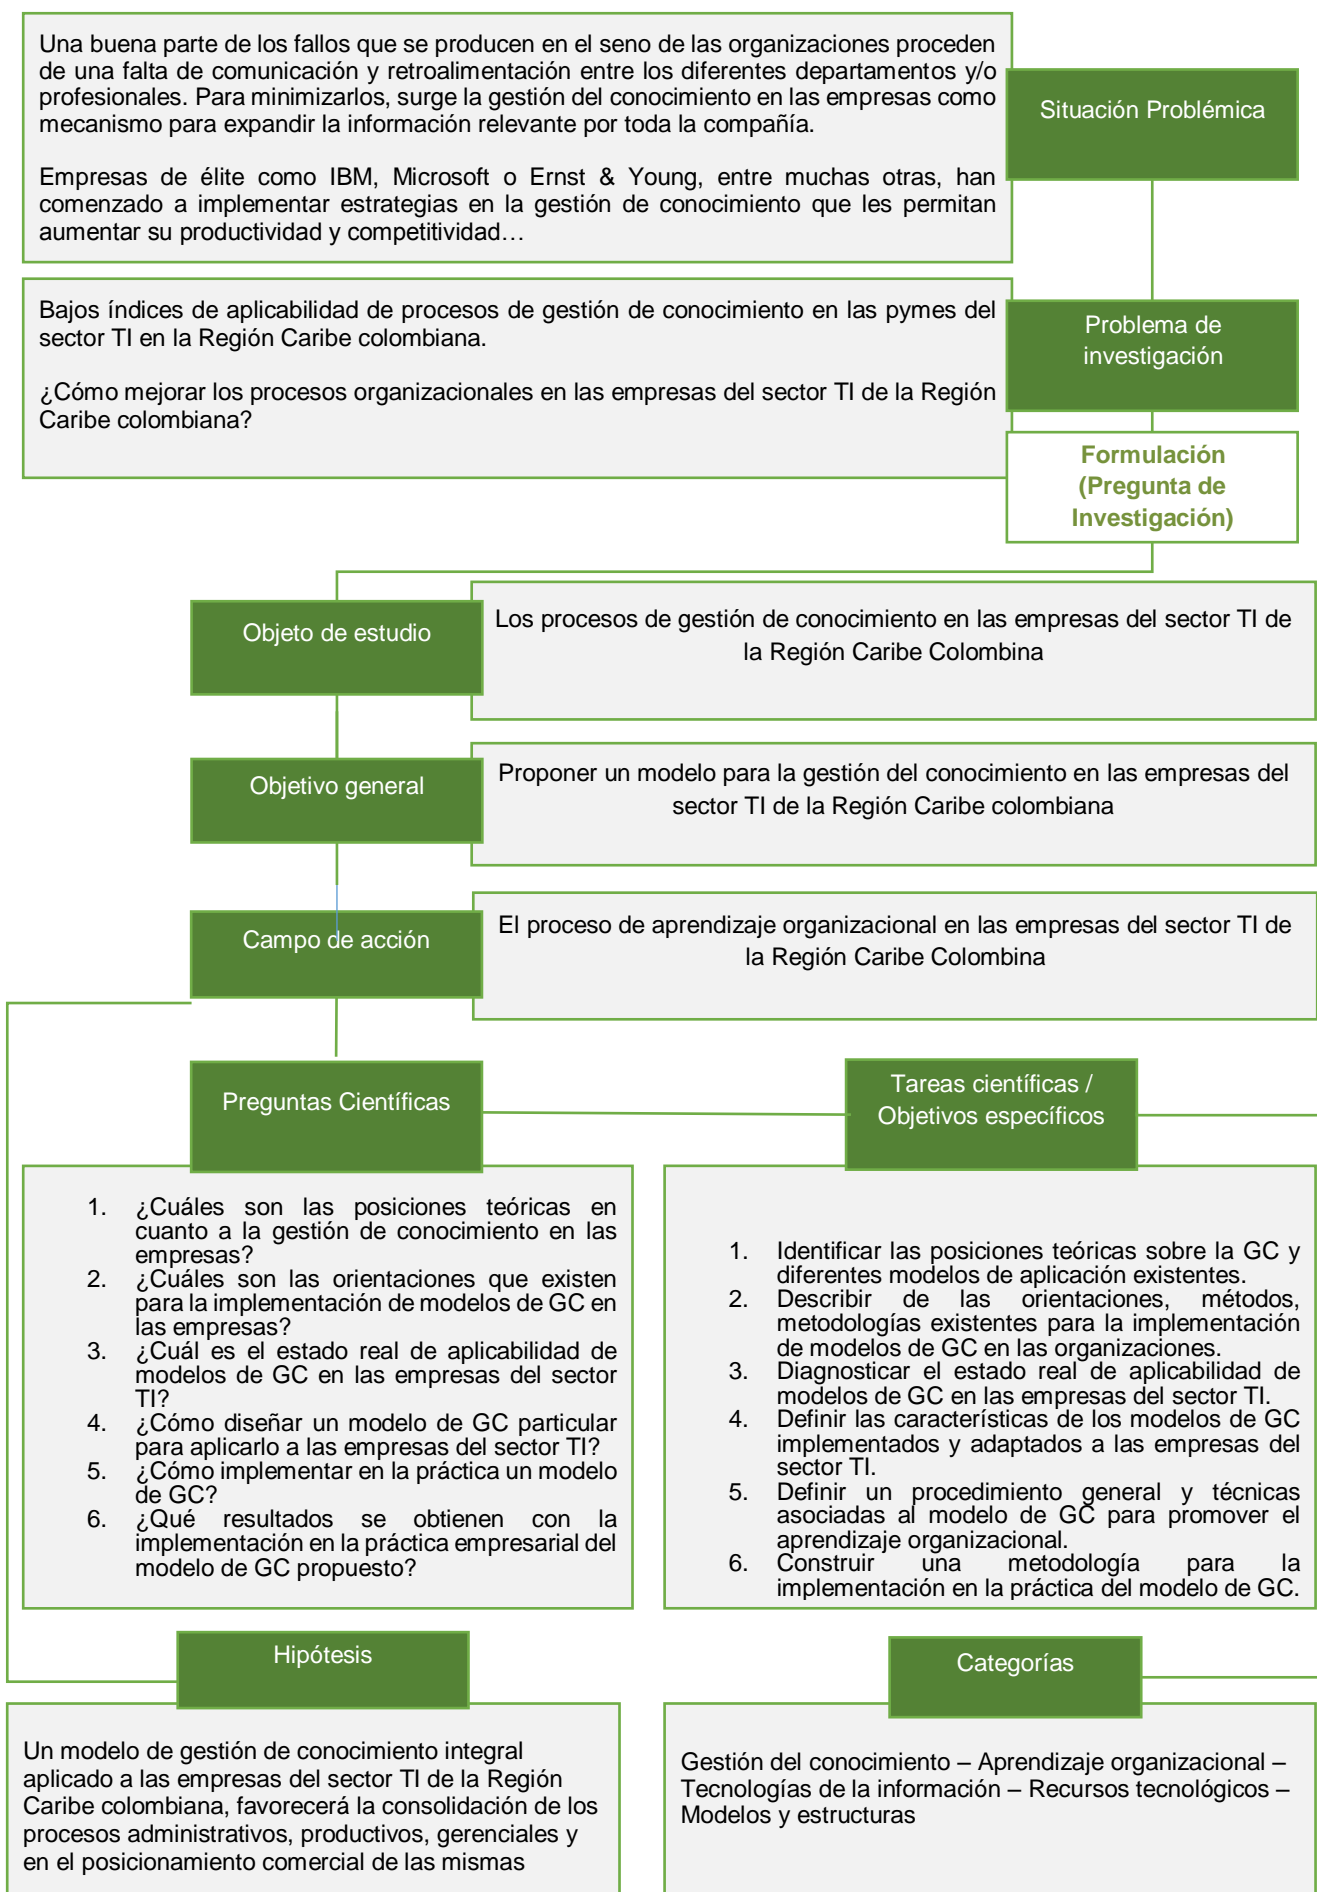 Una buena parte de los fallos que se producen en el seno de las organizaciones proceden
de una falta de comunicación y retroalimentación entre los diferentes departamentos y/o
profesionales. Para minimizarlos, surge la gestión del conocimiento en las empresas como
mecanismo para expandir la información relevante por toda la compañía.
Empresas de élite como IBM, Microsoft o Ernst & Young, entre muchas otras, han
comenzado a implementar estrategias en la gestión de conocimiento que les permitan
aumentar su productividad y competitividad…
Situación Problémica
Bajos índices de aplicabilidad de procesos de gestión de conocimiento en las pymes del
sector TI en la Región Caribe colombiana.
¿Cómo mejorar los procesos organizacionales en las empresas del sector TI de la Región
Caribe colombiana?
Problema de
investigación
Formulación
(Pregunta de
Investigación)
Objeto de estudio
Los procesos de gestión de conocimiento en las empresas del sector TI de
la Región Caribe Colombina
Objetivo general
Proponer un modelo para la gestión del conocimiento en las empresas del
sector TI de la Región Caribe colombiana
Campo de acción
El proceso de aprendizaje organizacional en las empresas del sector TI de
la Región Caribe Colombina
Preguntas Científicas
1. ¿Cuáles son las posiciones teóricas en
cuanto a la gestión de conocimiento en las
empresas?
2. ¿Cuáles son las orientaciones que existen
para la implementación de modelos de GC en
las empresas?
3. ¿Cuál es el estado real de aplicabilidad de
modelos de GC en las empresas del sector
TI?
4. ¿Cómo diseñar un modelo de GC particular
para aplicarlo a las empresas del sector TI?
5. ¿Cómo implementar en la práctica un modelo
de GC?
6. ¿Qué resultados se obtienen con la
implementación en la práctica empresarial del
modelo de GC propuesto?
Tareas científicas /
Objetivos específicos
1. Identificar las posiciones teóricas sobre la GC y
diferentes modelos de aplicación existentes.
2. Describir de las orientaciones, métodos,
metodologías existentes para la implementación
de modelos de GC en las organizaciones.
3. Diagnosticar el estado real de aplicabilidad de
modelos de GC en las empresas del sector TI.
4. Definir las características de los modelos de GC
implementados y adaptados a las empresas del
sector TI.
5. Definir un procedimiento general y técnicas
asociadas al modelo de GC para promover el
aprendizaje organizacional.
6. Construir una metodología para la
implementación en la práctica del modelo de GC.
Hipótesis
Un modelo de gestión de conocimiento integral
aplicado a las empresas del sector TI de la Región
Caribe colombiana, favorecerá la consolidación de los
procesos administrativos, productivos, gerenciales y
en el posicionamiento comercial de las mismas
Categorías
Gestión del conocimiento – Aprendizaje organizacional –
Tecnologías de la información – Recursos tecnológicos –
Modelos y estructuras